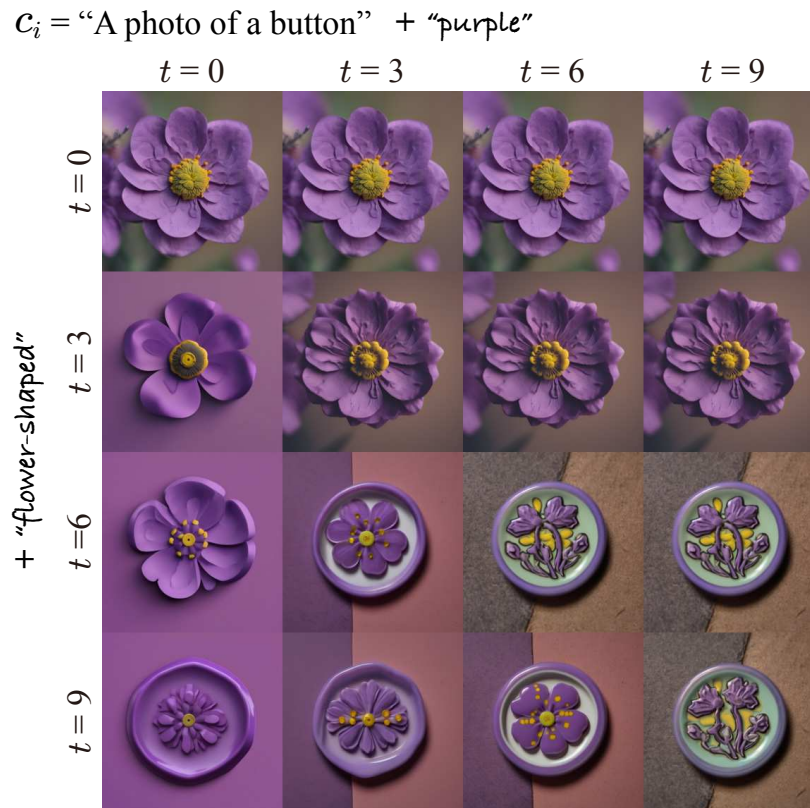 c_i = “A photo of a button” + “purple”
t = 0 t = 3 t = 6 t = 9
t = 0
t = 3
+ “flower-shaped”
t =6
t = 9